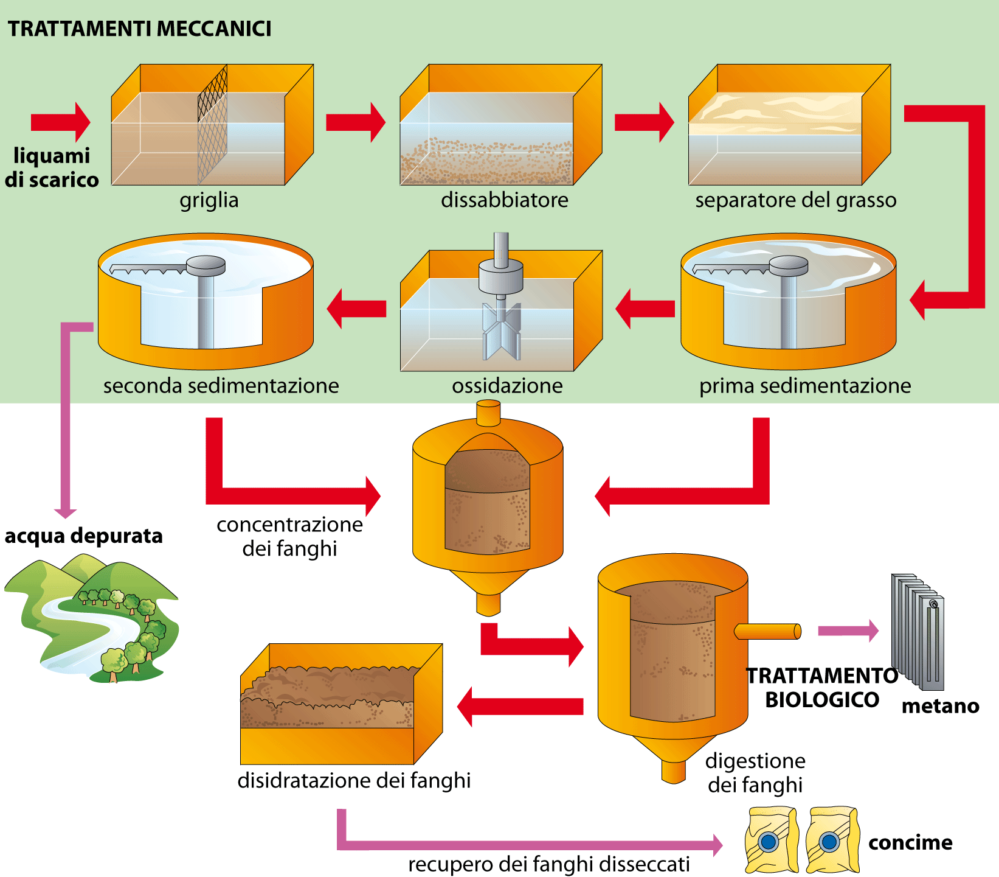 TRATTAMENTI MECCANICI
liquami
di scarico
griglia
dissabbiatore
separatore del grasso
seconda sedimentazione
ossidazione
prima sedimentazione
concentrazione
dei fanghi
acqua depurata
TRATTAMENTO
BIOLOGICO
metano
digestione
dei fanghi
disidratazione dei fanghi
concime
recupero dei fanghi disseccati